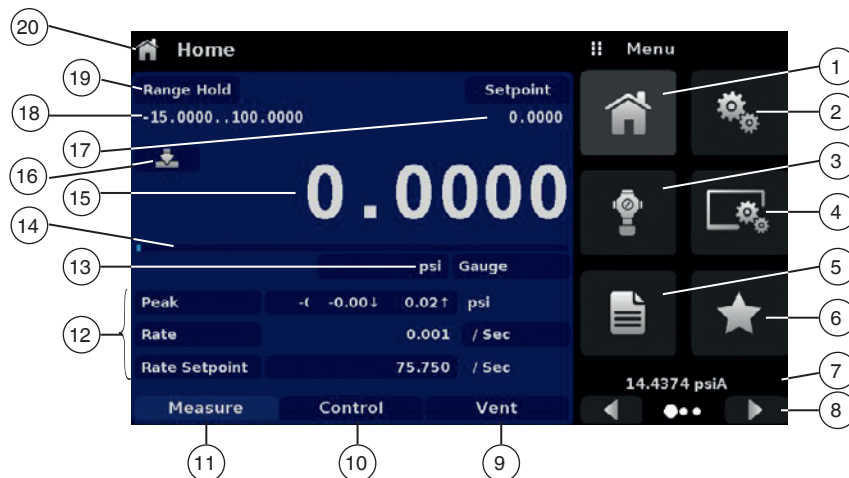 20
Home
Menu
19
Range Hold
Setpoint
1
18
-15.0000..100.0000
0.0000
2
17
16
3
15
0.0000
14
4
13
psi Gauge
5
12
Peak
-( -0.00↓ 0.02↑ psi
6
Rate
0.001 / Sec
Rate Setpoint
75.750 / Sec
14.4374 psiA
7
Measure
Control
Vent
8
11
10
9